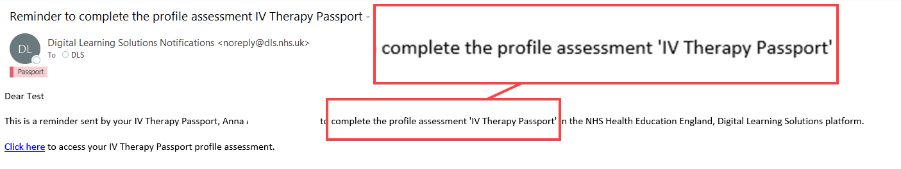 Reminder to complete the profile assessment IV Therapy Passport -
complete the profile assessment 'IV Therapy Passport'
DL
Digital Learning Solutions Notifications <noreply@dls.nhs.uk>
To DLS
Passport
Dear Test
This is a reminder sent by your IV Therapy Passport, Anna to complete the profile assessment 'IV Therapy Passport' in the NHS Health Education England, Digital Learning Solutions platform.
Click here to access your IV Therapy Passport profile assessment.